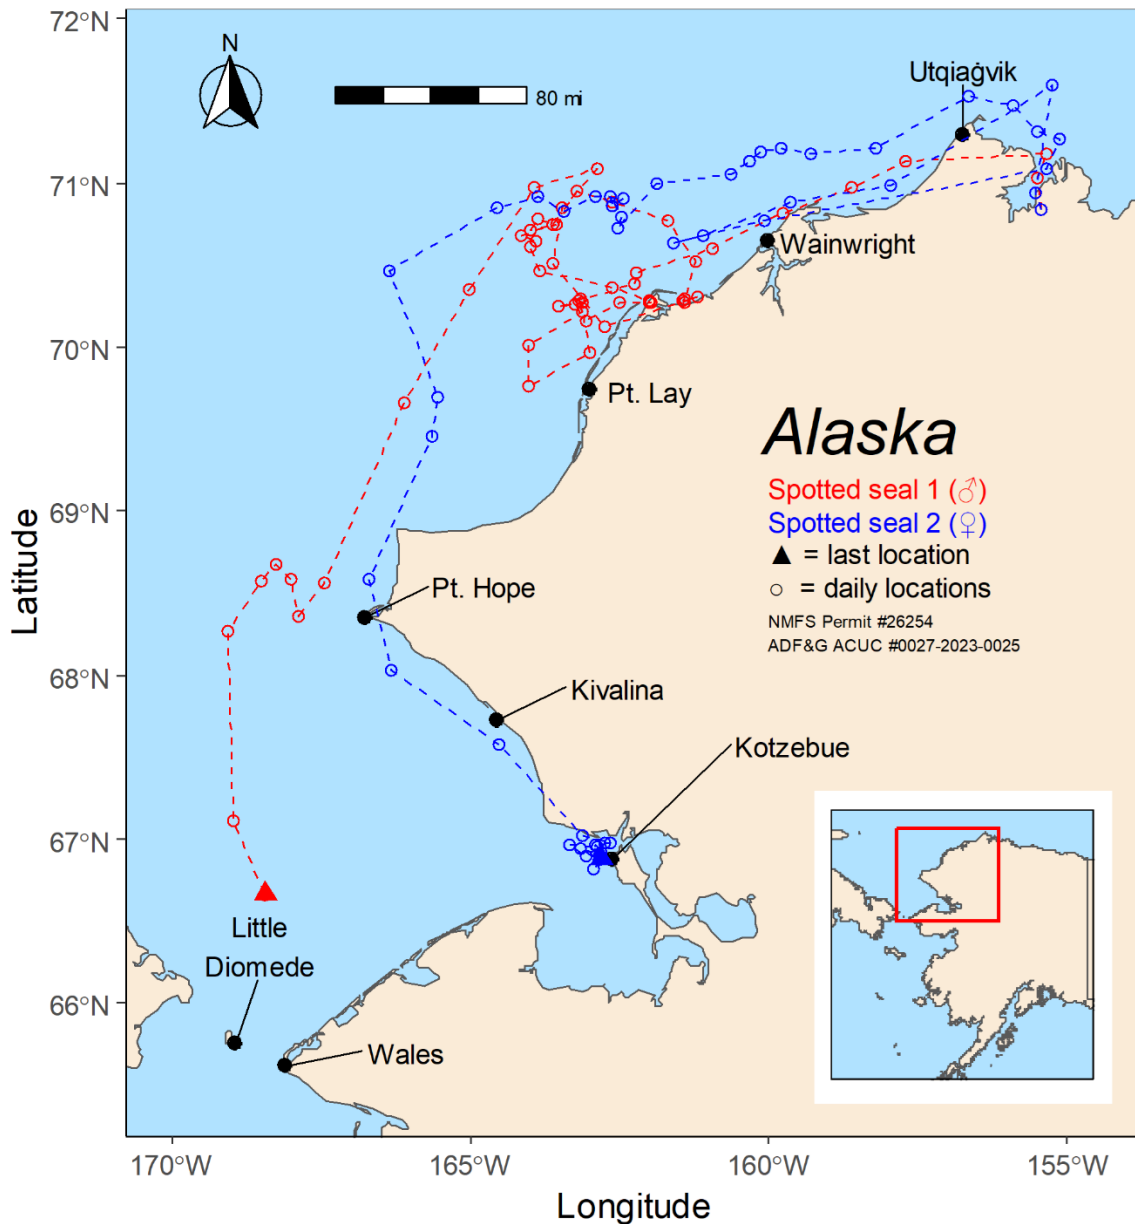 72°N
N
80 mi
Utqiaġvik
71°N
Wainwright
70°N
Pt. Lay
Alaska
Spotted seal 1 (♂)
Spotted seal 2 (♀)
▲ = last location
○ = daily locations
NMFS Permit #26254
ADF&G ACUC #0027-2023-0025
69°N
Latitude
Pt. Hope
68°N
Kivalina
Kotzebue
67°N
Little
Diomede
66°N
Wales
170°W
165°W
160°W
155°W
Longitude